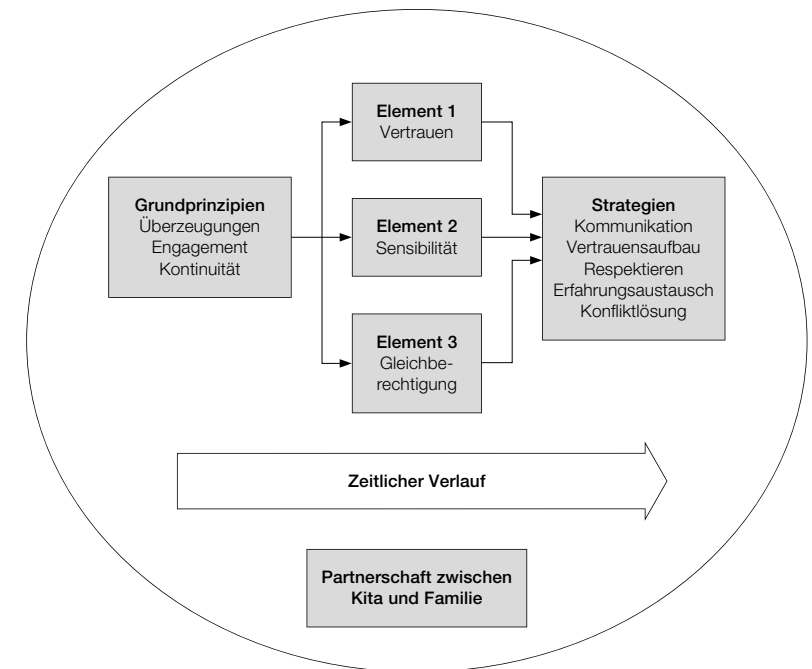 Grundprinzipien
Überzeugungen
Engagement
Kontinuität
Element 1
Vertrauen
Element 2
Sensibilität
Element 3
Gleichbe-
rechtigung
Strategien
Kommunikation
Vertrauensaufbau
Respektieren
Erfahrungsaustausch
Konfliktlösung
Zeitlicher Verlauf
Partnerschaft zwischen
Kita und Familie